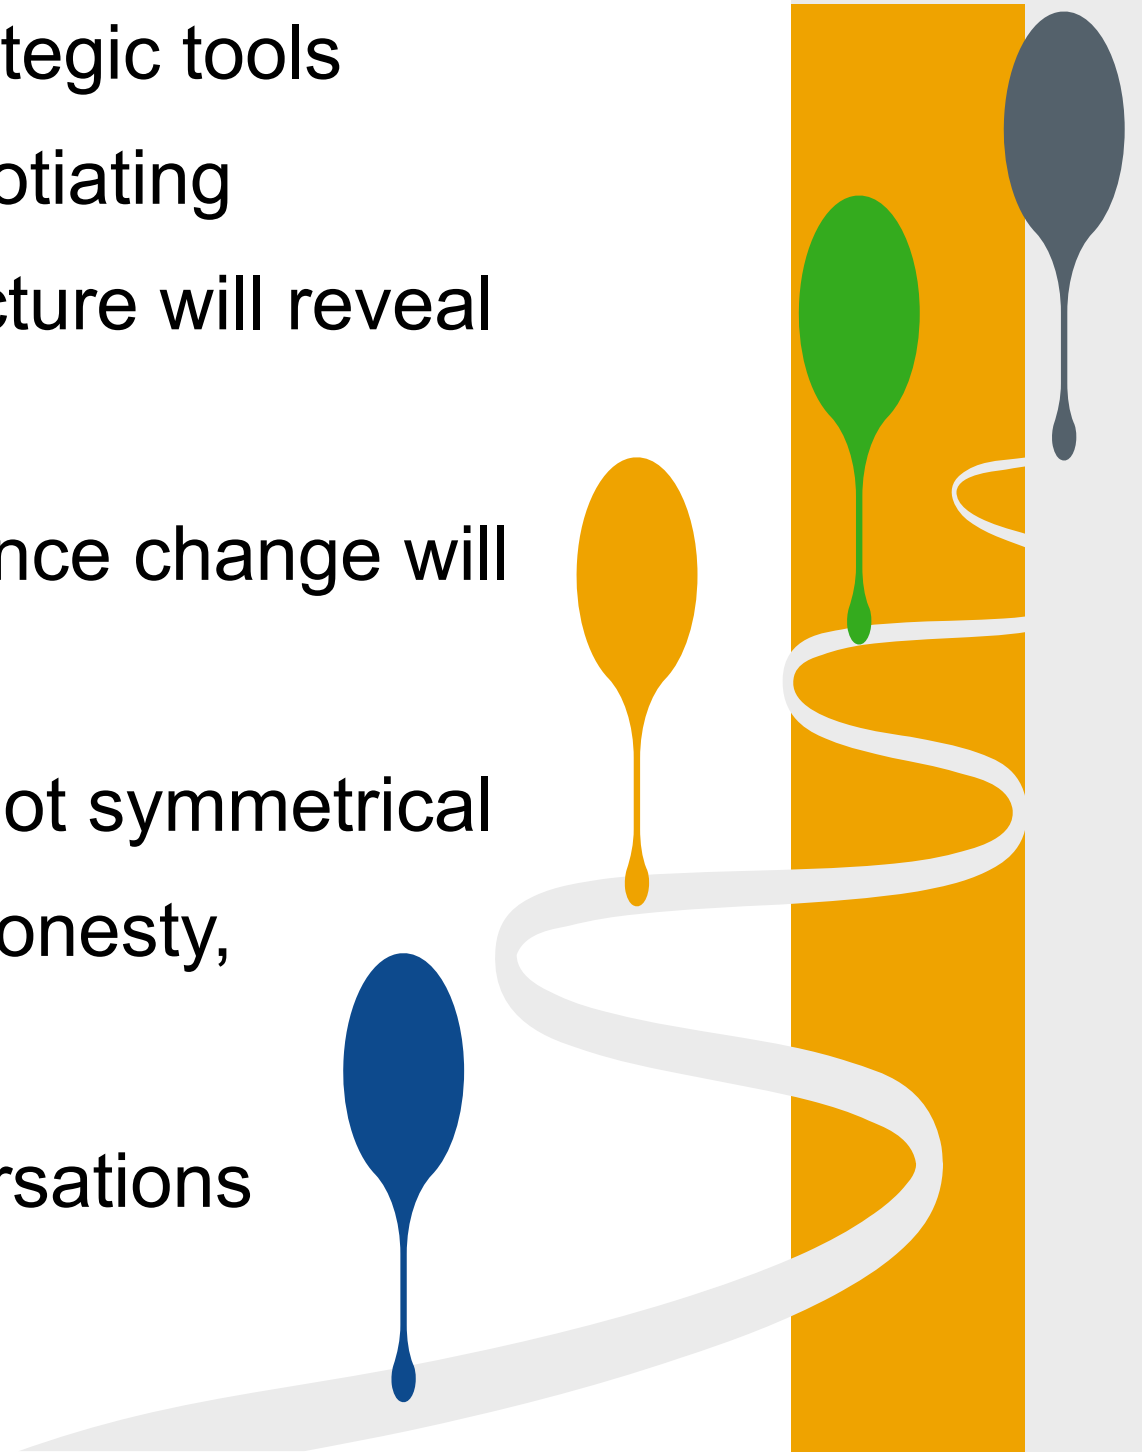 tegic tools
otiating
cture will reveal
nce change will
ot symmetrical
onesty,
rsations